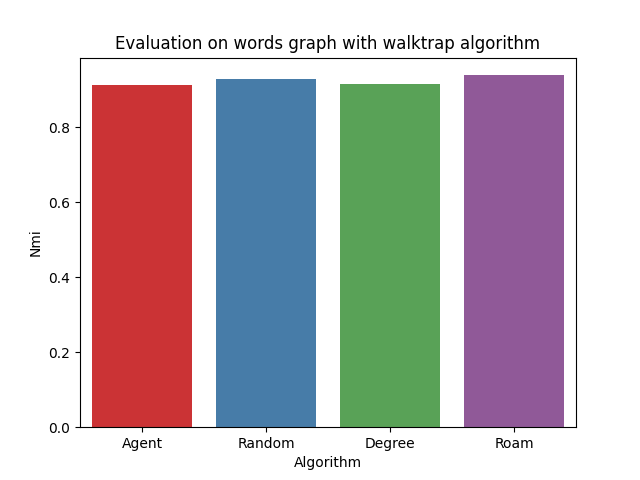 Evaluation on words graph with walktrap algorithm
Nmi
0.8
0.6
0.4
0.2
0.0
Agent Random Degree Roam
Algorithm